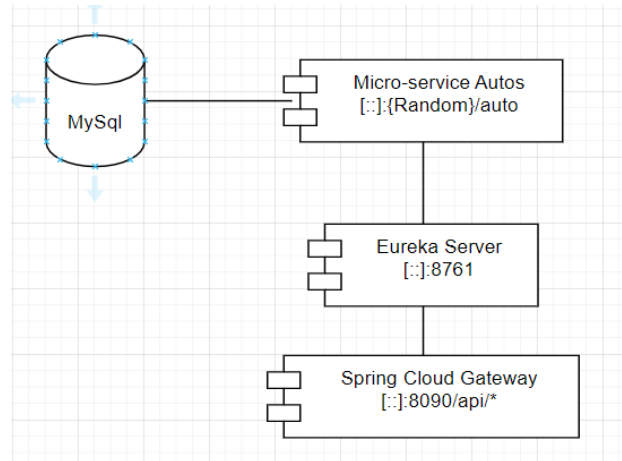 MySql
Micro-service Autos
[::]:{Random}/auto
Eureka Server
[::]:8761
Spring Cloud Gateway
[::]:8090/api/*